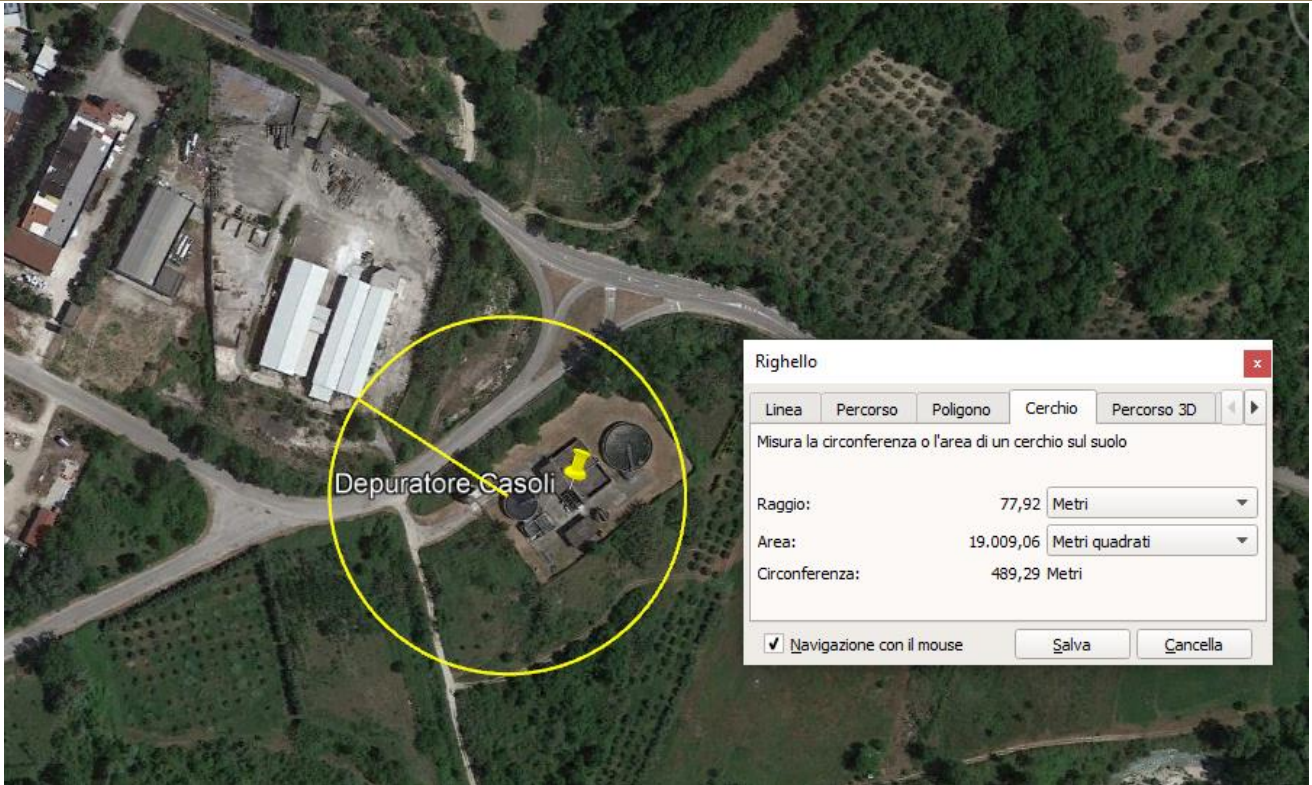 Depuratore Casoli
Righello
x
Linea Percorso Poligono Cerchio Percorso 3D
Misura la circonferenza o l'area di un cerchio sul suolo
Raggio: 77,92 Metri
Area: 19.009,06 Metri quadrati
Circonferenza: 489,29 Metri
Navigazione con il mouse Salva Cancella